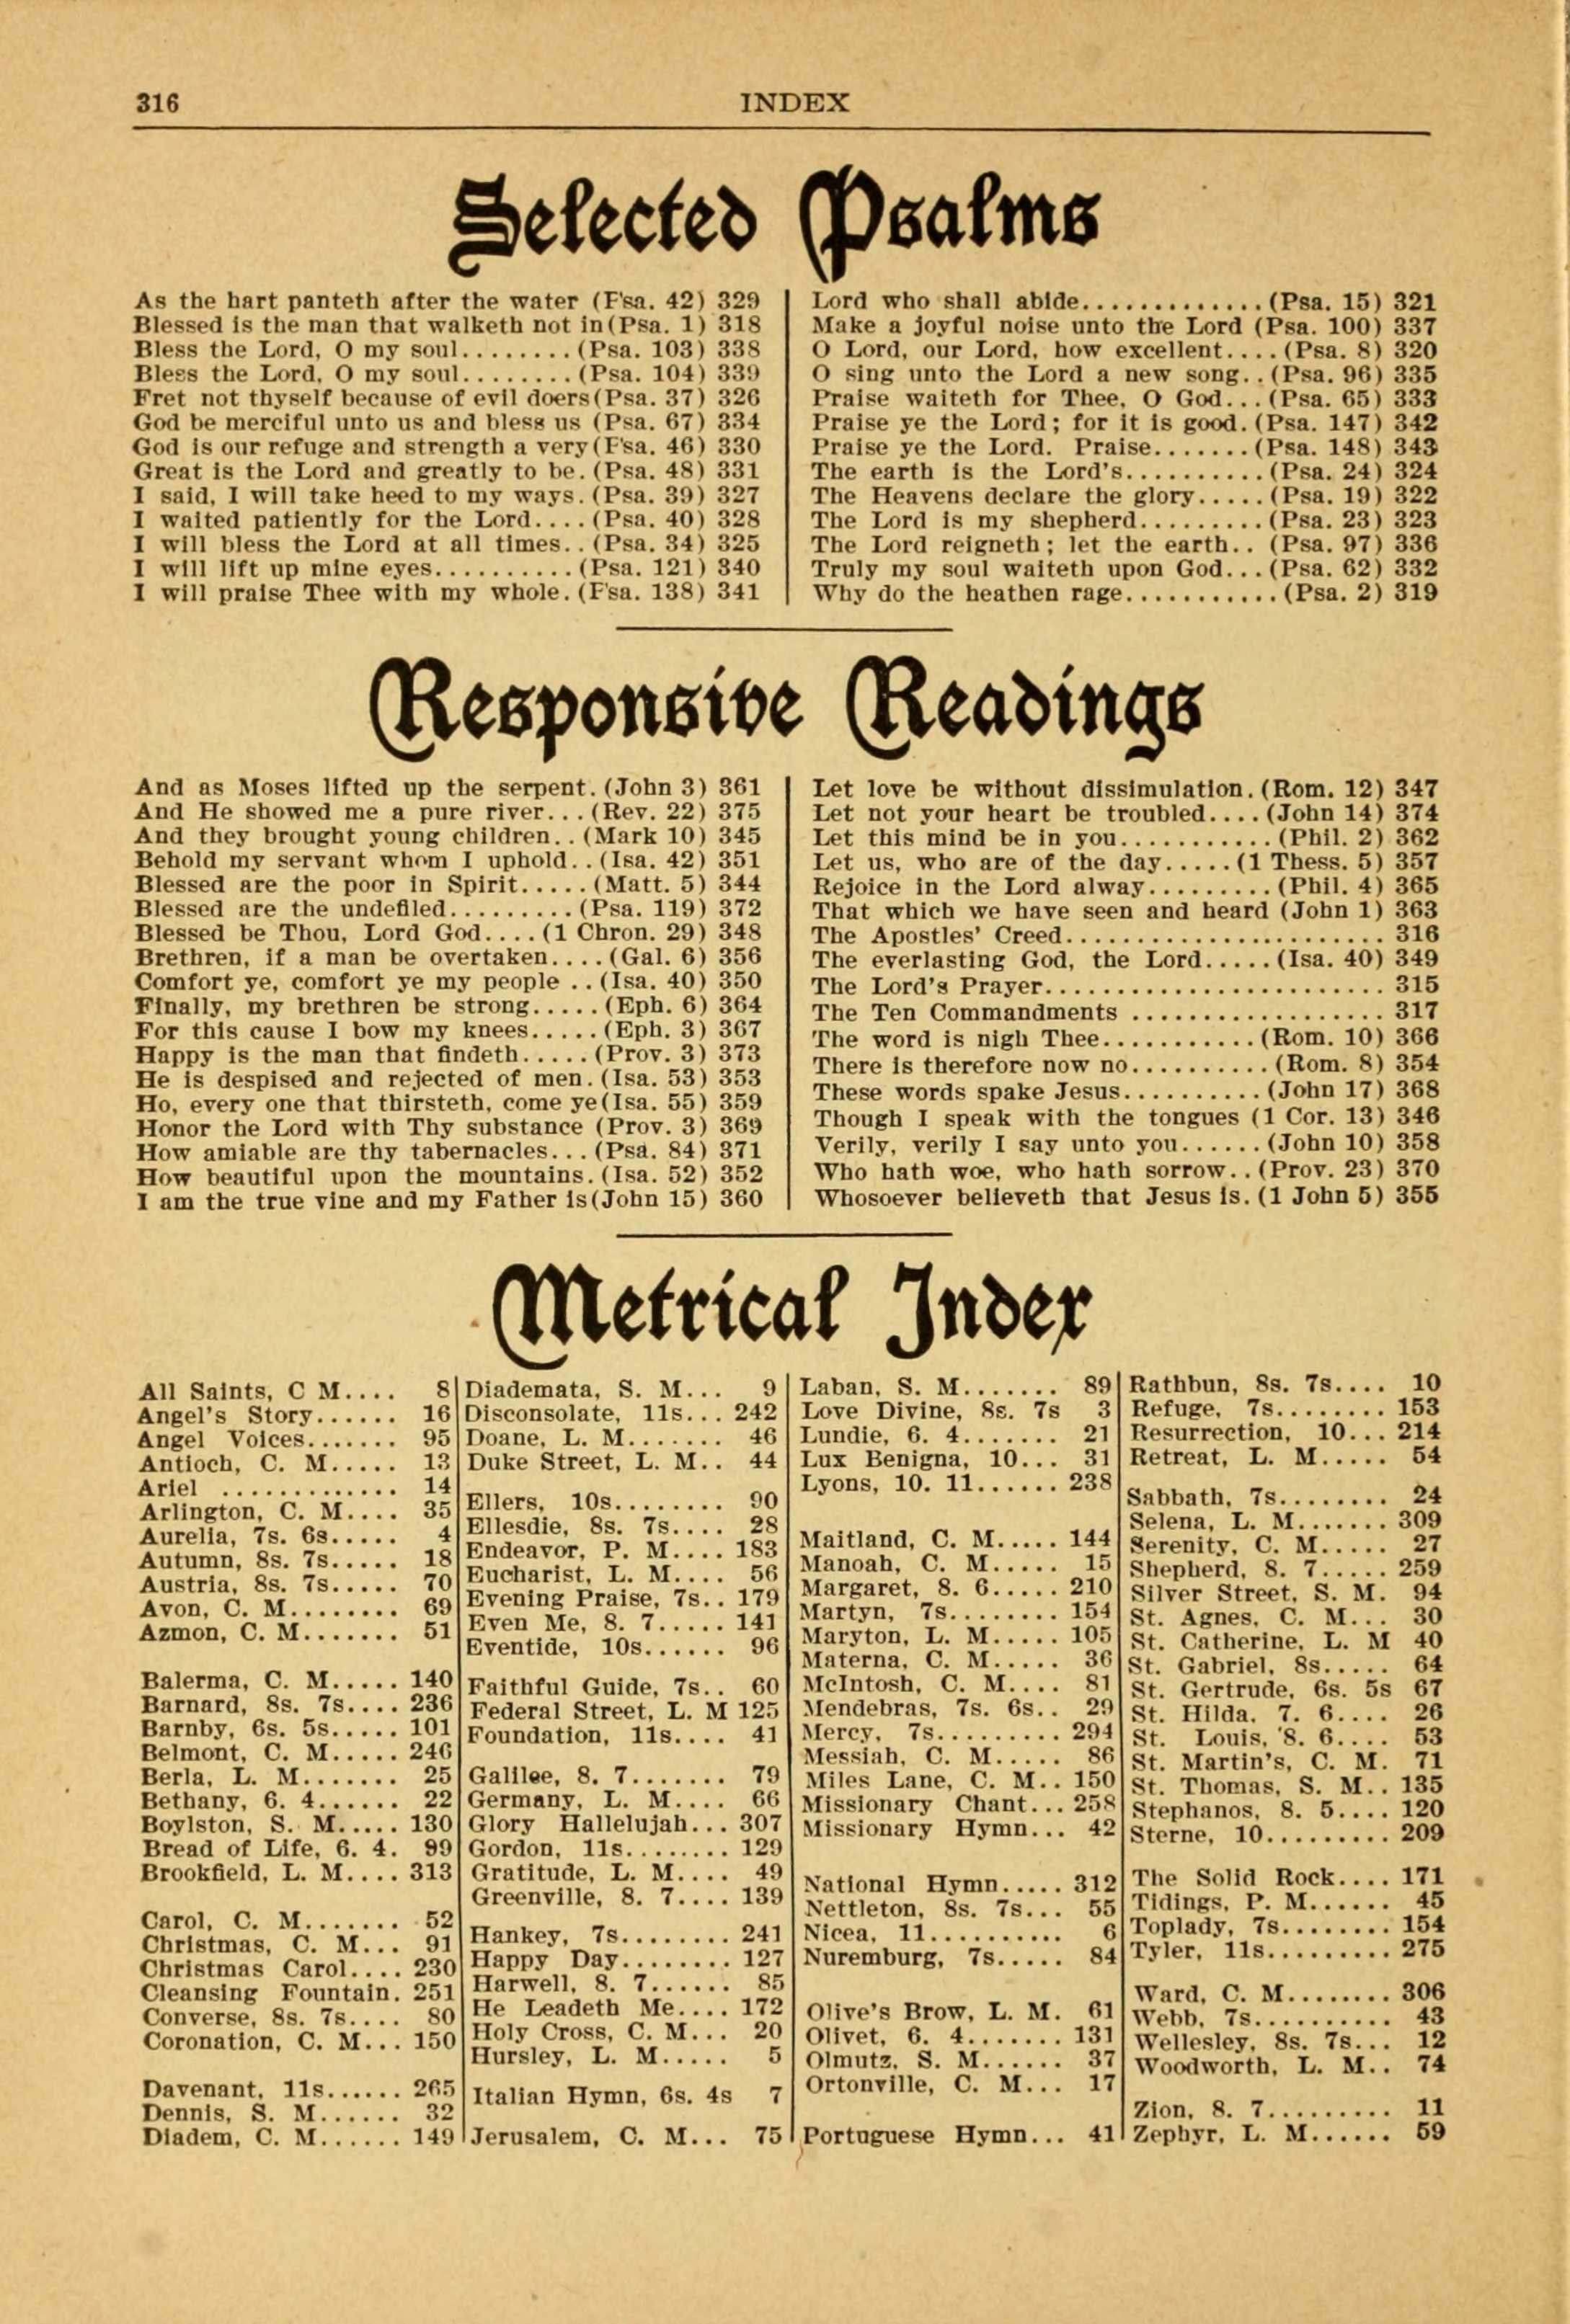 316
INDEX
Selected Psalms
As the hart panteth after the water (Psa. 42) 329
Blessed is the man that walketh not in(Psa. 1) 318
Bless the Lord, O my soul........(Psa. 103) 338
Bless the Lord, O my soul........(Psa. 104) 339
Fret not thyself because of evil doers(Psa. 37) 326
God be merciful unto us and bless us (Psa. 67) 334
God is our refuge and strength a very(Psa. 46) 330
Great is the Lord and greatly to be.(Psa. 48) 331
I said, I will take heed to my ways.(Psa. 39) 327
I waited patiently for the Lord....(Psa. 40) 328
I will bless the Lord at all times..(Psa. 34) 325
I will lift up mine eyes..........(Psa. 121) 340
I will praise Thee with my whole.(Psa. 138) 341
Lord who shall abide.............(Psa. 15) 321
Make a joyful noise unto the Lord (Psa. 100) 337
O Lord, our Lord, how excellent....(Psa. 8) 320
O sing unto the Lord a new song..(Psa. 96) 335
Praise waiteth for Thee, O God...(Psa. 65) 333
Praise ye the Lord; for it is good.(Psa. 147) 342
Praise ye the Lord. Praise.......(Psa. 148) 343
The earth is the Lord's..........(Psa. 24) 324
The Heavens declare the glory.....(Psa. 19) 322
The Lord is my shepherd.........(Psa. 23) 323
The Lord reigneth; let the earth.. (Psa. 97) 336
Truly my soul waiteth upon God...(Psa. 62) 332
Why do the heathen rage...........(Psa. 2) 319
Responsive Readings
And as Moses lifted up the serpent.(John 3) 361
And He showed me a pure river...(Rev. 22) 375
And they brought young children..(Mark 10) 345
Behold my servant whom I uphold..(Isa. 42) 351
Blessed are the poor in Spirit.....(Matt. 5) 344
Blessed are the undefiled.........(Psa. 119) 372
Blessed be Thou, Lord God....(1 Chron. 29) 348
Brethren, if a man be overtaken....(Gal. 6) 356
Comfort ye, comfort ye my people ..(Isa. 40) 350
Finally, my brethren be strong.....(Eph. 6) 364
For this cause I bow my knees.....(Eph. 3) 367
Happy is the man that findeth.....(Prov. 3) 373
He is despised and rejected of men.(Isa. 53) 353
Ho, every one that thirsteth, come ye(Isa. 55) 359
Honor the Lord with Thy substance (Prov. 3) 369
How amiable are thy tabernacles...(Psa. 84) 371
How beautiful upon the mountains.(Isa. 52) 352
I am the true vine and my Father is(John 15) 360
Let love be without dissimulation.(Rom. 12) 347
Let not your heart be troubled....(John 14) 374
Let this mind be in you...........(Phil. 2) 362
Let us, who are of the day.....(1 Thess. 5) 357
Rejoice in the Lord alway.........(Phil. 4) 365
That which we have seen and heard (John 1) 363
The Apostles' Creed....................... 316
The everlasting God, the Lord.....(Isa. 40) 349
The Lord's Prayer........................ 315
The Ten Commandments .................. 317
The word is nigh Thee...........(Rom. 10) 366
There is therefore now no..........(Rom. 8) 354
These words spake Jesus..........(John 17) 368
Though I speak with the tongues (1 Cor. 13) 346
Verily, verily I say unto you......(John 10) 358
Who hath woe, who hath sorrow..(Prov. 23) 370
Whosoever believeth that Jesus is.(1 John 5) 355
Metrical Index
All Saints, C M.... 8
Angel's Story...... 16
Angel Voices....... 95
Antioch, C. M..... 13
Ariel ............. 14
Arlington, C. M.... 35
Aurelia, 7s. 6s..... 4
Autumn, 8s. 7s..... 18
Austria, 8s. 7s..... 70
Avon, C. M........ 69
Azmon, C. M....... 51
Balerma, C. M..... 140
Barnard, 8s. 7s.... 236
Barnby, 6s. 5s..... 101
Belmont, C. M..... 246
Berla, L. M....... 25
Bethany, 6. 4...... 22
Boylston, S. M..... 130
Bread of Life, 6. 4. 99
Brookfield, L. M.... 313
Carol, C. M....... 52
Christmas, C. M... 91
Christmas Carol.... 230
Cleansing Fountain. 251
Converse, 8s. 7s.... 80
Coronation, C. M... 150
Davenant, 11s...... 265
Dennis, S. M...... 32
Diadem, C. M...... 149
Diademata, S. M... 9
Disconsolate, 11s... 242
Doane, L. M....... 46
Duke Street, L. M.. 44
Ellers, 10s........ 90
Ellesdie, 8s. 7s.... 28
Endeavor, P. M.... 183
Eucharist, L. M.... 56
Evening Praise, 7s.. 179
Even Me, 8. 7..... 141
Eventide, 10s...... 96
Faithful Guide, 7s.. 60
Federal Street, L. M 125
Foundation, 11s.... 41
Galilee, 8. 7....... 79
Germany, L. M.... 66
Glory Hallelujah... 307
Gordon, 11s........ 129
Gratitude, L. M.... 49
Greenville, 8. 7.... 139
Hankey, 7s........ 241
Happy Day........ 127
Harwell, 8. 7...... 85
He Leadeth Me.... 172
Holy Cross, C. M... 20
Hursley, L. M..... 5
Italian Hymn, 6s. 4s 7
Jerusalem, C. M... 75
Laban, S. M....... 89
Love Divine, 8s. 7s 3
Lundie, 6. 4....... 21
Lux Benigna, 10... 31
Lyons, 10. 11...... 238
Maitland, C. M..... 144
Manoah, C. M..... 15
Margaret, 8. 6..... 210
Martyn, 7s........ 154
Maryton, L. M..... 105
Materna, C. M..... 36
McIntosh, C. M.... 81
Mendebras, 7s. 6s.. 29
Mercy, 7s......... 294
Messiah, C. M..... 86
Miles Lane, C. M.. 150
Missionary Chant... 258
Missionary Hymn... 42
National Hymn..... 312
Nettleton, 8s. 7s... 55
Nicea, 11.......... 6
Nuremburg, 7s..... 84
Olive's Brow, L. M. 61
Olivet, 6. 4....... 131
Olmutz, S. M...... 37
Ortonville, C. M... 17
Portuguese Hymn... 41
Rathbun, 8s. 7s.... 10
Refuge, 7s........ 153
Resurrection, 10... 214
Retreat, L. M..... 54
Sabbath, 7s........ 24
Selena, L. M....... 309
Serenity, C. M..... 27
Shepherd, 8. 7..... 259
Silver Street, S. M. 94
St. Agnes, C. M... 30
St. Catherine, L. M 40
St. Gabriel, 8s..... 64
St. Gertrude, 6s. 5s 67
St. Hilda, 7. 6.... 26
St. Louis, 8. 6.... 53
St. Martin's, C. M. 71
St. Thomas, S. M.. 135
Stephanos, 8. 5.... 120
Sterne, 10......... 209
The Solid Rock.... 171
Tidings, P. M...... 45
Toplady, 7s........ 154
Tyler, 11s......... 275
Ward, C. M........ 306
Webb, 7s.......... 43
Wellesley, 8s. 7s... 12
Woodworth, L. M.. 74
Zion, 8. 7......... 11
Zephyr, L. M...... 59